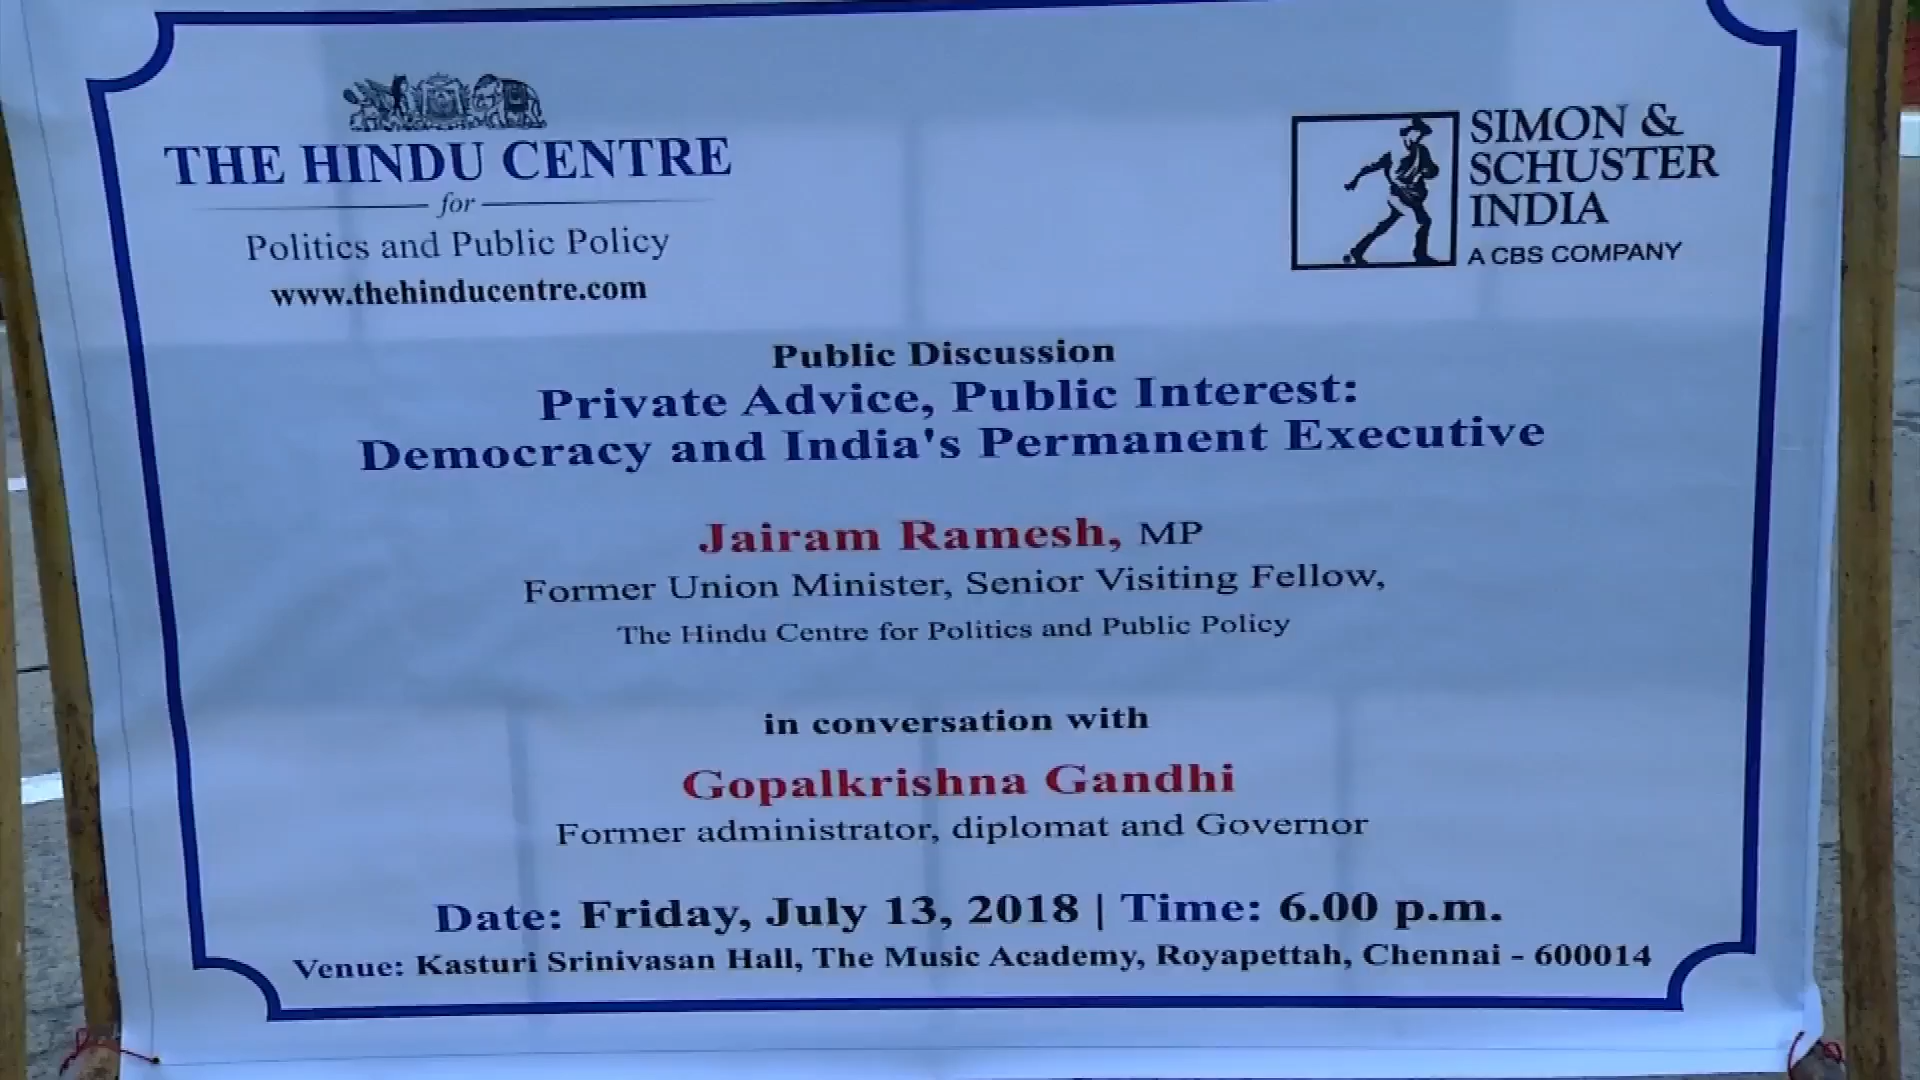 THE HINDU CENTRE
for
Politics and Public Policy
www.thehinducentre.com
SIMON &
SCHUSTER
INDIA
A CBS COMPANY
Public Discussion
Private Advice, Public Interest:
Democracy and India's Permanent Executive
Jairam Ramesh, MP
Former Union Minister, Senior Visiting Fellow,
The Hindu Centre for Politics and Public Policy
in conversation with
Gopalkrishna Gandhi
Former administrator, diplomat and Governor
Date: Friday, July 13, 2018 | Time: 6.00 p.m.
Venue: Kasturi Srinivasan Hall, The Music Academy, Royapettah, Chennai - 600014